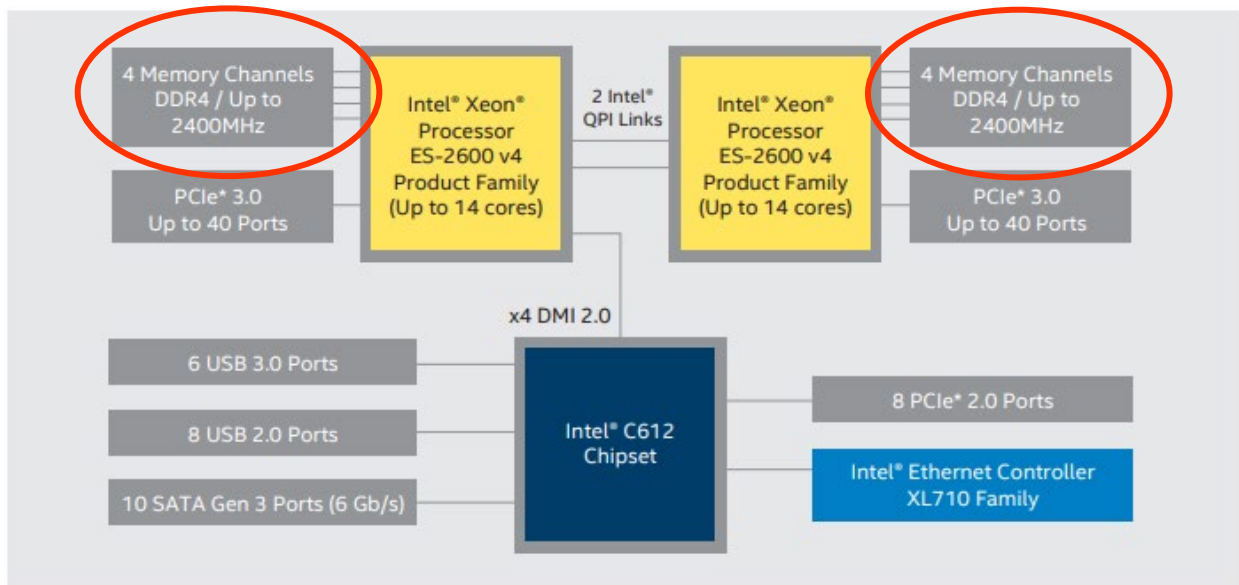 4 Memory Channels
DDR4 / Up to
2400MHz
Intel® Xeon®
Processor
ES-2600 v4
Product Family
(Up to 14 cores)
2 Intel®
QPI Links
Intel® Xeon®
Processor
ES-2600 v4
Product Family
(Up to 14 cores)
4 Memory Channels
DDR4 / Up to
2400MHz
PCIe* 3.0
Up to 40 Ports
PCIe* 3.0
Up to 40 Ports
x4 DMI 2.0
6 USB 3.0 Ports
8 USB 2.0 Ports
10 SATA Gen 3 Ports (6 Gb/s)
Intel® C612
Chipset
8 PCIe* 2.0 Ports
Intel® Ethernet Controller
XL710 Family